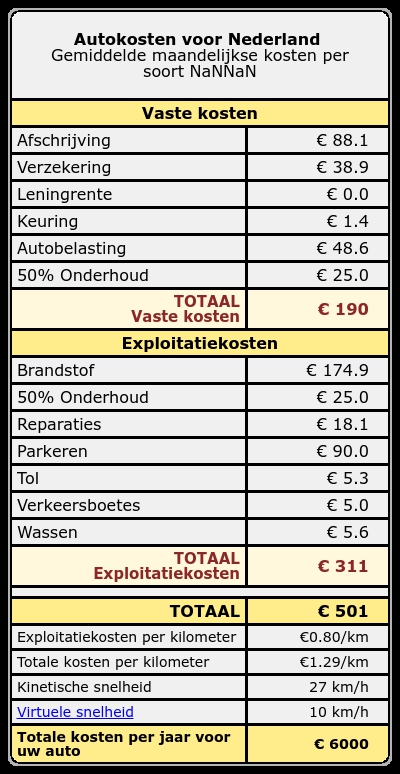 Autokosten voor Nederland
Gemiddelde maandelijkse kosten per
soort NaNNaN
Vaste kosten
Afschrijving € 88.1
Verzekering € 38.9
Leningrente € 0.0
Keuring € 1.4
Autobelasting € 48.6
50% Onderhoud € 25.0
TOTAAL
Vaste kosten € 190
Exploitatiekosten
Brandstof € 174.9
50% Onderhoud € 25.0
Reparaties € 18.1
Parkeren € 90.0
Tol € 5.3
Verkeersboetes € 5.0
Wassen € 5.6
TOTAAL
Exploitatiekosten € 311
TOTAAL € 501
Exploitatiekosten per kilometer €0.80/km
Totale kosten per kilometer €1.29/km
Kinetische snelheid 27 km/h
Virtuele snelheid 10 km/h
Totale kosten per jaar voor
uw auto € 6000